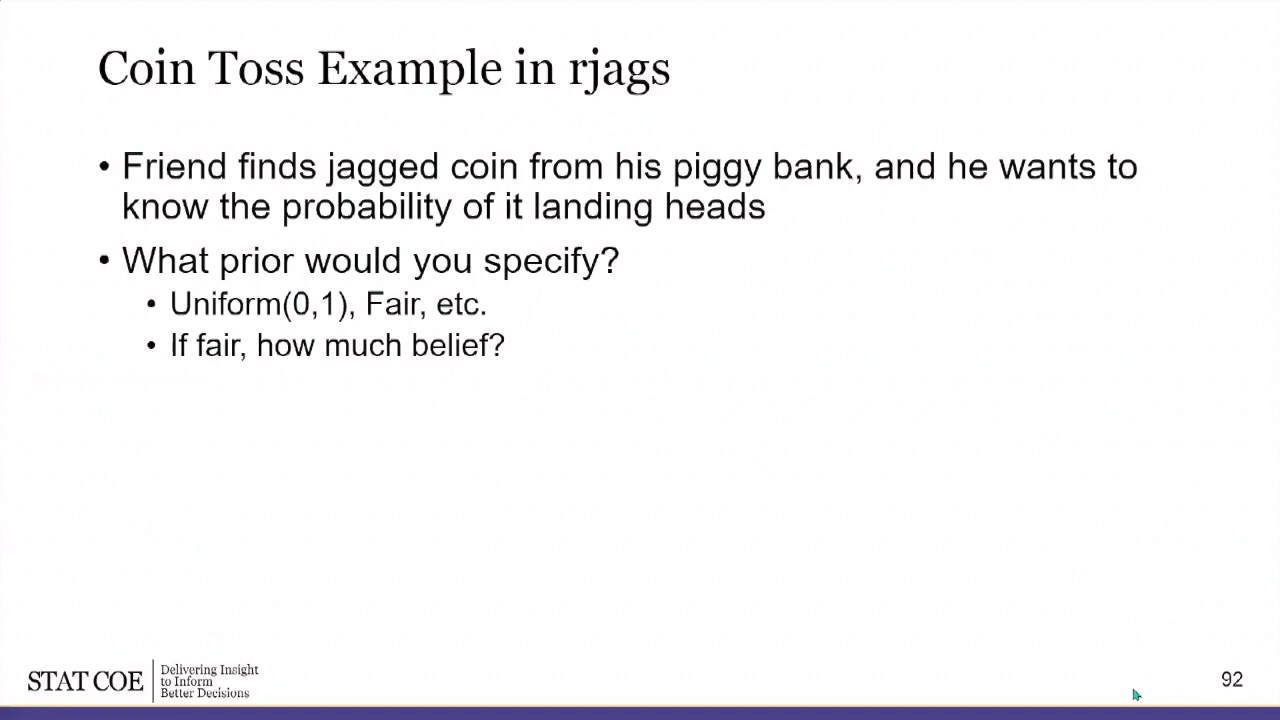 Coin Toss Example in rjags
• Friend finds jagged coin from his piggy bank, and he wants to
know the probability of it landing heads
• What prior would you specify?
• Uniform(0,1), Fair, etc.
• If fair, how much belief?
STAT COE
Delivering Insight
to Inform
Better Decisions
92